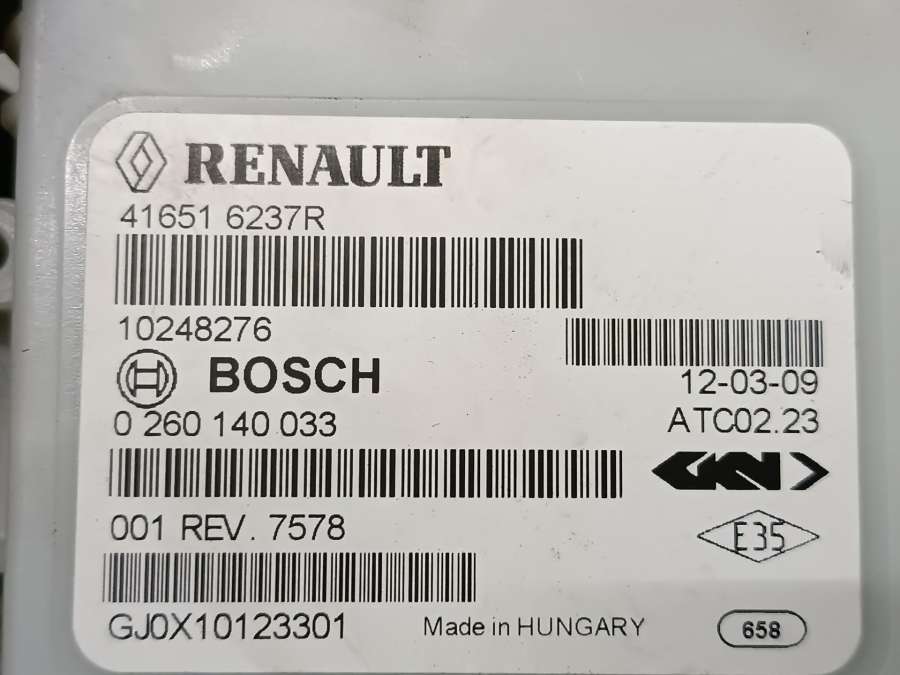 RENAULT
41651 6237R
10248276
BOSCH
12-03-09
0 260 140 033
ATC02.23
GKN
001 REV. 7578
E35
GJ0X10123301
Made in HUNGARY
658